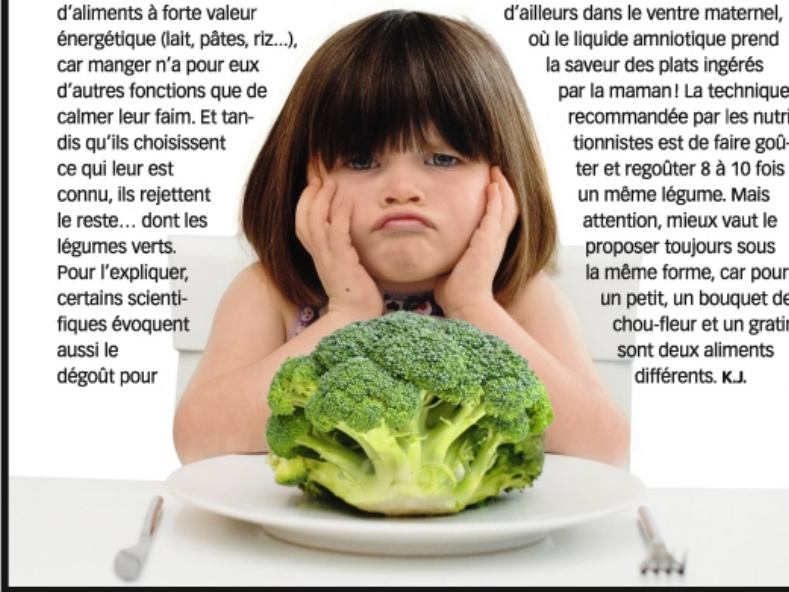 d'aliments à forte valeur
énergétique (lait, pâtes, riz...),
car manger n'a pour eux
d'autres fonctions que de
calmer leur faim. Et tan-
dis qu'ils choisissent
ce qui leur est
connu, ils rejettent
le reste... dont les
légumes verts.
Pour l'expliquer,
certains scienti-
fiques évoquent
aussi le
dégoût pour
d'ailleurs dans le ventre maternel,
où le liquide amniotique prend
la saveur des plats ingérés
par la maman ! La technique
recommandée par les nutri
tionnistes est de faire goû-
ter et regoûter 8 à 10 fois
un même légume. Mais
attention, mieux vaut le
proposer toujours sous
la même forme, car pour
un petit, un bouquet de
chou-fleur et un gratin
sont deux aliments
différents. K.J.